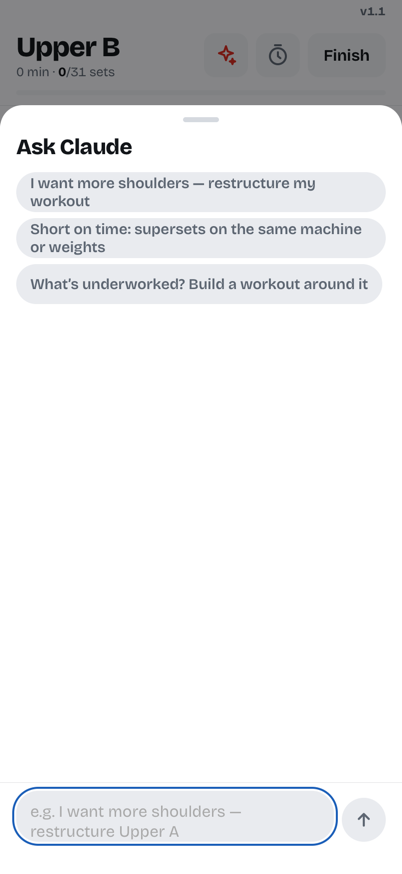 v1.1
Upper B
Finish
0 min · 0/31 sets
Ask Claude
I want more shoulders — restructure my
workout
Short on time: supersets on the same machine
or weights
What's underworked? Build a workout around it
e.g. I want more shoulders —
restructure Upper A